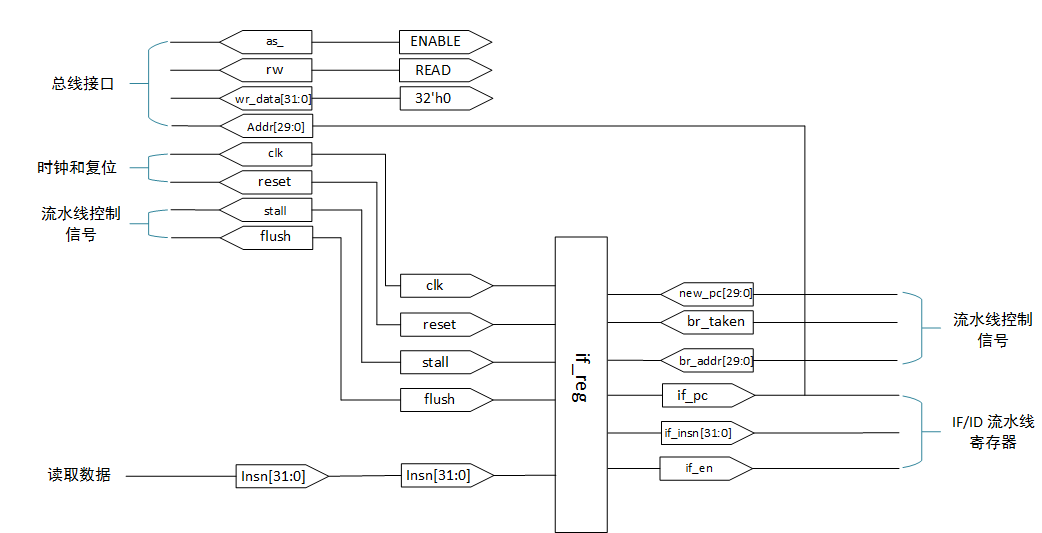 总线接口
as_
ENABLE
rw
READ
wr_data[31:0]
32'h0
Addr[29:0]
时钟和复位
clk
reset
流水线控制
信号
stall
flush
clk
reset
stall
flush
读取数据
Insn[31:0]
Insn[31:0]
if_reg
new_pc[29:0]
br_taken
br_addr[29:0]
流水线控制
信号
if_pc
if_insn[31:0]
if_en
IF/ID 流水线
寄存器